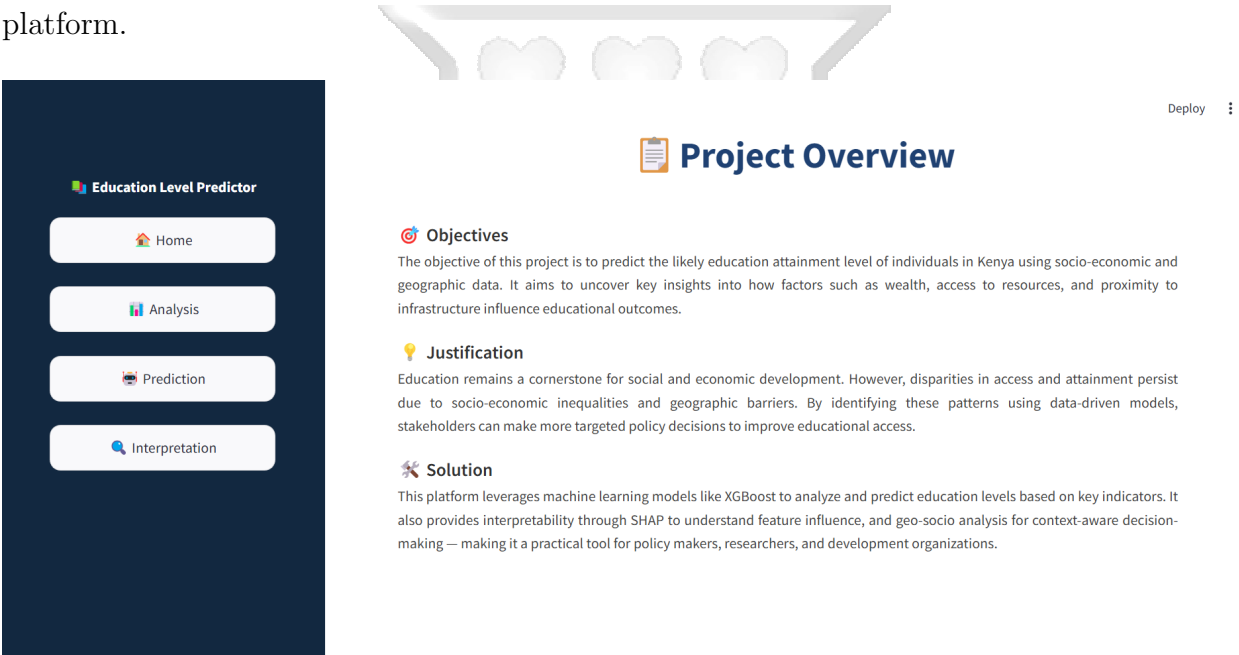 platform.
Deploy
📋 Project Overview
📚 Education Level Predictor
🏠 Home
📊 Analysis
🤖 Prediction
🔍 Interpretation
🎯 Objectives
The objective of this project is to predict the likely education attainment level of individuals in Kenya using socio-economic and
geographic data. It aims to uncover key insights into how factors such as wealth, access to resources, and proximity to
infrastructure influence educational outcomes.
💡 Justification
Education remains a cornerstone for social and economic development. However, disparities in access and attainment persist
due to socio-economic inequalities and geographic barriers. By identifying these patterns using data-driven models,
stakeholders can make more targeted policy decisions to improve educational access.
🛠️ Solution
This platform leverages machine learning models like XGBoost to analyze and predict education levels based on key indicators. It
also provides interpretability through SHAP to understand feature influence, and geo-socio analysis for context-aware decision-
making — making it a practical tool for policy makers, researchers, and development organizations.